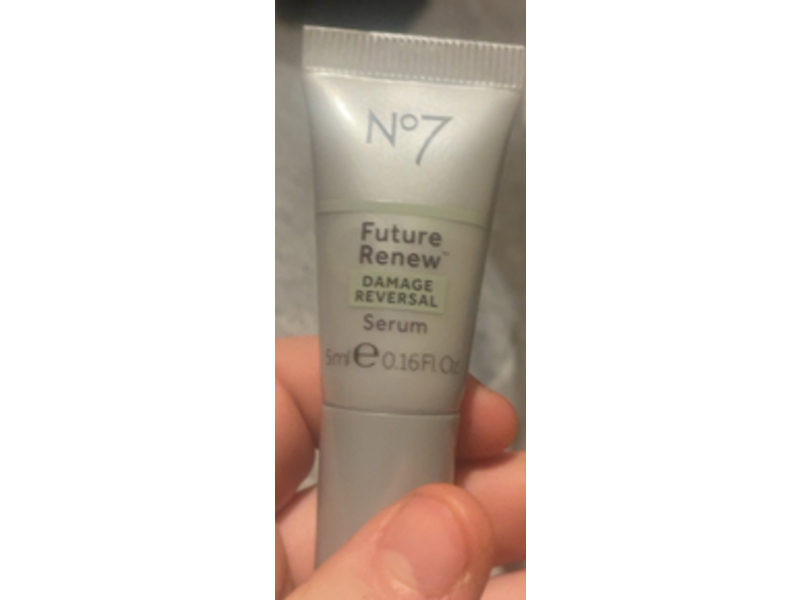 No7
Future
Renew™
DAMAGE
REVERSAL
Serum
5ml e 0.16Fl Oz